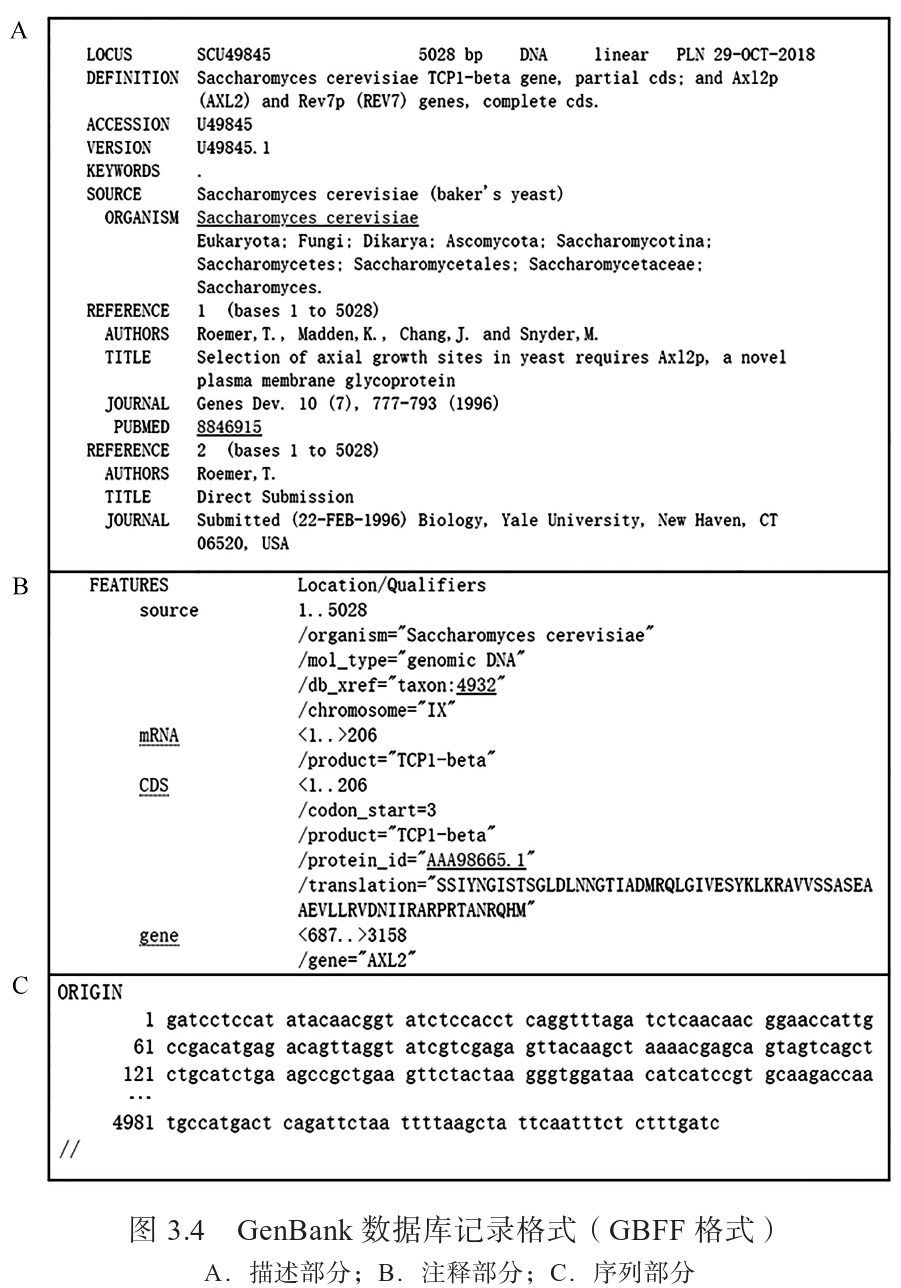 A
LOCUS SCU49845 5028 bp DNA linear PLN 29-OCT-2018
DEFINITION Saccharomyces cerevisiae TCP1-beta gene, partial cds; and Axl2p
(AXL2) and Rev7p (REV7) genes, complete cds.
ACCESSION U49845
VERSION U49845.1
KEYWORDS .
SOURCE Saccharomyces cerevisiae (baker's yeast)
ORGANISM Saccharomyces cerevisiae
Eukaryota; Fungi; Dikarya; Ascomycota; Saccharomycotina;
Saccharomycetes; Saccharomycetales; Saccharomycetaceae;
Saccharomyces.
REFERENCE 1 (bases 1 to 5028)
AUTHORS Roemer,T., Madden,K., Chang,J. and Snyder,M.
TITLE Selection of axial growth sites in yeast requires Axl2p, a novel
plasma membrane glycoprotein
JOURNAL Genes Dev. 10 (7), 777-793 (1996)
PUBMED 8846915
REFERENCE 2 (bases 1 to 5028)
AUTHORS Roemer,T.
TITLE Direct Submission
JOURNAL Submitted (22-FEB-1996) Biology, Yale University, New Haven, CT
06520, USA
B
FEATURES Location/Qualifiers
source 1..5028
/organism="Saccharomyces cerevisiae"
/mol_type="genomic DNA"
/db_xref="taxon:4932"
/chromosome="IX"
mRNA <1..>206
/product="TCP1-beta"
CDS <1..206
/codon_start=3
/product="TCP1-beta"
/protein_id="AAA98665.1"
/translation="SSIYNGISTSGLDLNNGTIADMRQLGIVESYKLKRAVVSSASEA
AEVLLRVDNIIRARPRTANRQHM"
gene <687..>3158
/gene="AXL2"
C
ORIGIN
1 gatcctccat atacaacggt atctccacct caggtttaga tctcaacaac ggaaccattg
61 ccgacatgag acagttaggt atcgtcgaga gttacaagct aaaacgagca gtagtcagct
121 ctgcatctga agccgctgaa gttctactaa gggtggataa catcatccgt gcaagaccaa
...
4981 tgccatgact cagattctaa ttttaagcta ttcaatttct ctttgatc
//
图 3.4 GenBank 数据库记录格式（GBFF 格式）
A．描述部分；B．注释部分；C．序列部分